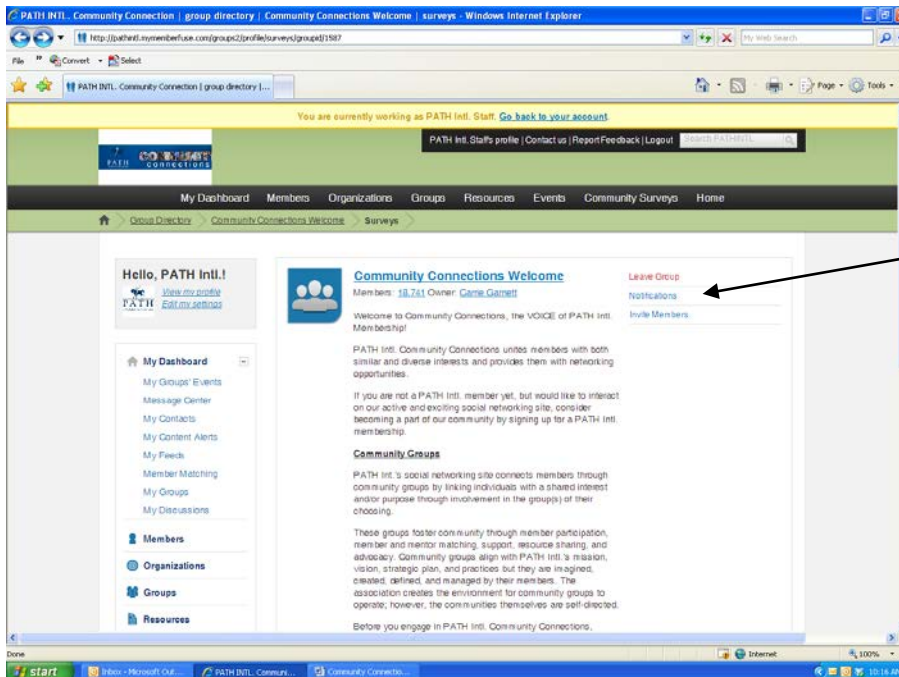 PATH INTL. Community Connection | group directory | Community Connections Welcome | surveys - Windows Internet Explorer
http://pathintl.mymemberfuse.com/groups2/profile/surveys/groupid/1587
My Web Search
File
Convert
Select
PATH INTL. Community Connection | group directory |...
Page
Tools
You are currently working as PATH Intl. Staff. Go back to your account.
PATH Intl. Staff's profile | Contact us | Report Feedback | Logout
Search PATHINTL
PATH
connections
My Dashboard Members Organizations Groups Resources Events Community Surveys Home
Group Directory Community Connections Welcome Surveys
Hello, PATH Intl.!
View my profile
Edit my settings
PATH
My Dashboard
My Groups' Events
Message Center
My Contacts
My Content Alerts
My Feeds
Member Matching
My Groups
My Discussions
Members
Organizations
Groups
Resources
Community Connections Welcome
Members: 18,741 Owner: Carrie Garnett
Welcome to Community Connections, the VOICE of PATH Intl.
Membership!
PATH Intl. Community Connections unites members with both
similar and diverse interests and provides them with networking
opportunities.
If you are not a PATH Intl. member yet, but would like to interact
on our active and exciting social networking site, consider
becoming a part of our community by signing up for a PATH Intl.
membership.
Community Groups
PATH Int.'s social networking site connects members through
community groups by linking individuals with a shared interest
and/or purpose through involvement in the group(s) of their
choosing.
These groups foster community through member participation,
member and mentor matching, support, resource sharing, and
advocacy. Community groups align with PATH Intl.'s mission,
vision, strategic plan, and practices but they are imagined,
created, defined, and managed by their members. The
association creates the environment for community groups to
operate; however, the communities themselves are self-directed.
Before you engage in PATH Intl. Community Connections,
Leave Group
Notifications
Invite Members
Done
Internet
100%
start
Inbox - Microsoft Out...
PATH INTL. Communi...
Community Connectio...
10:16 AM